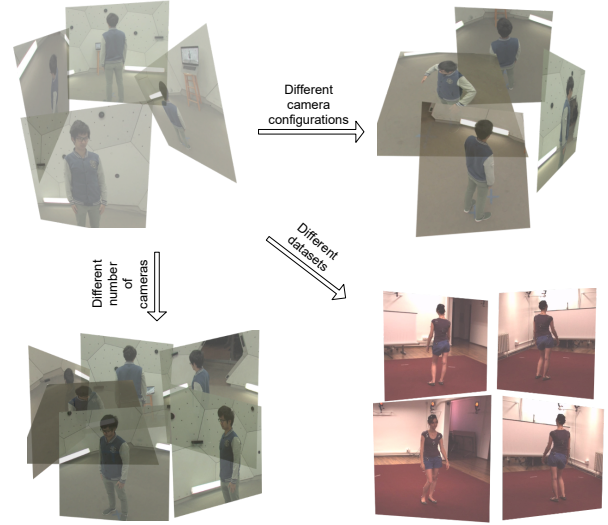 Different
camera
configurations
Different
datasets
Different
number
of
cameras